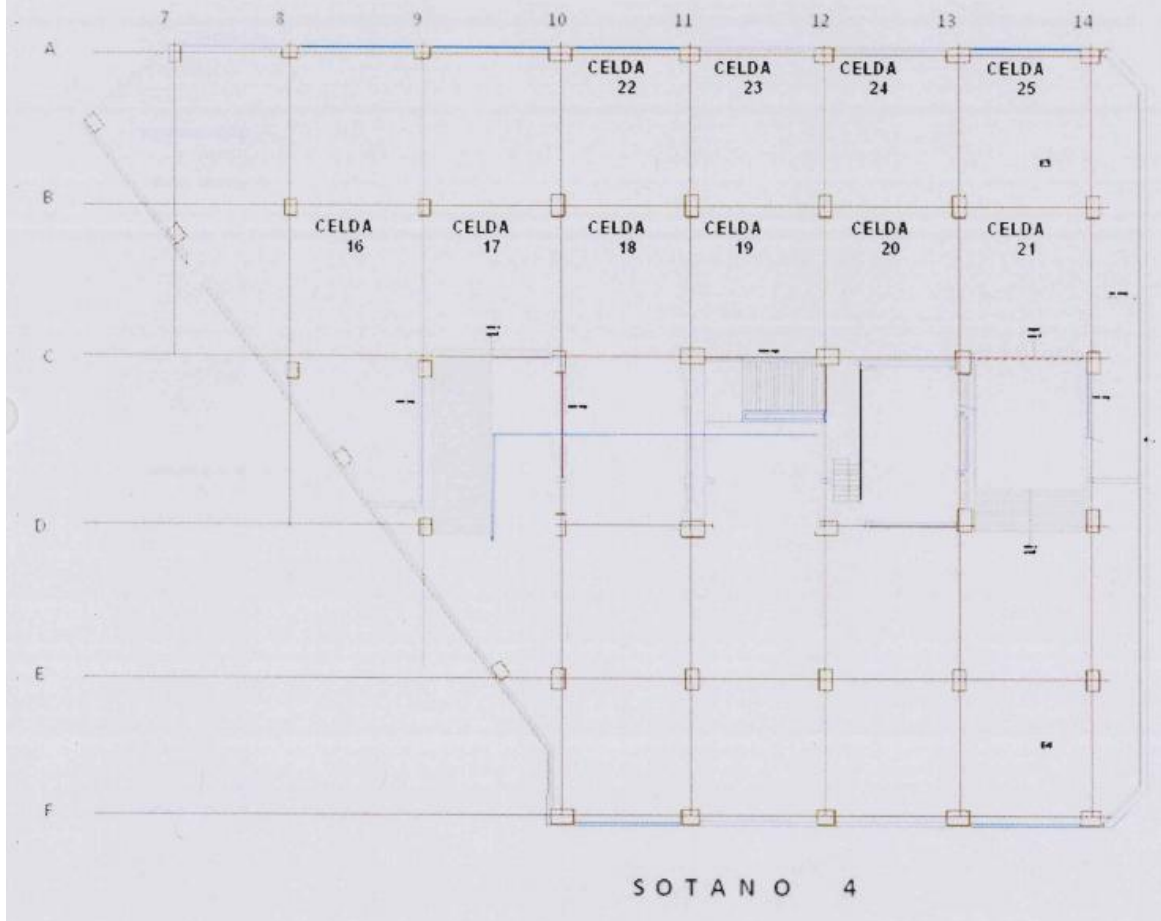 7 8 9 10 11 12 13 14
A
CELDA CELDA CELDA CELDA
22 23 24 25
B
CELDA CELDA CELDA CELDA CELDA CELDA
16 17 18 19 20 21
C
D
E
F
SOTANO 4